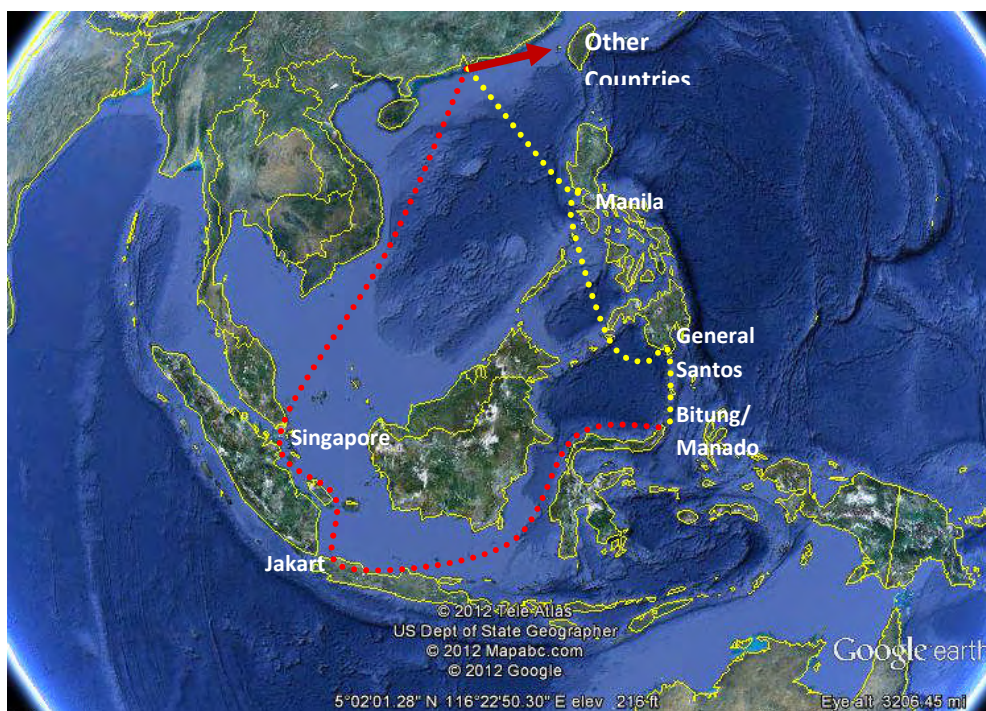 Other
Countries
Manila
General
Santos
Bitung/
Manado
Singapore
Jakart
© 2012 Tele Atlas
US Dept of State Geographer
© 2012 Mapabc.com
© 2012 Google
Google earth
5°02'01.28" N 116°22'50.30" E elev 216 ft
Eye alt 3206.45 mi